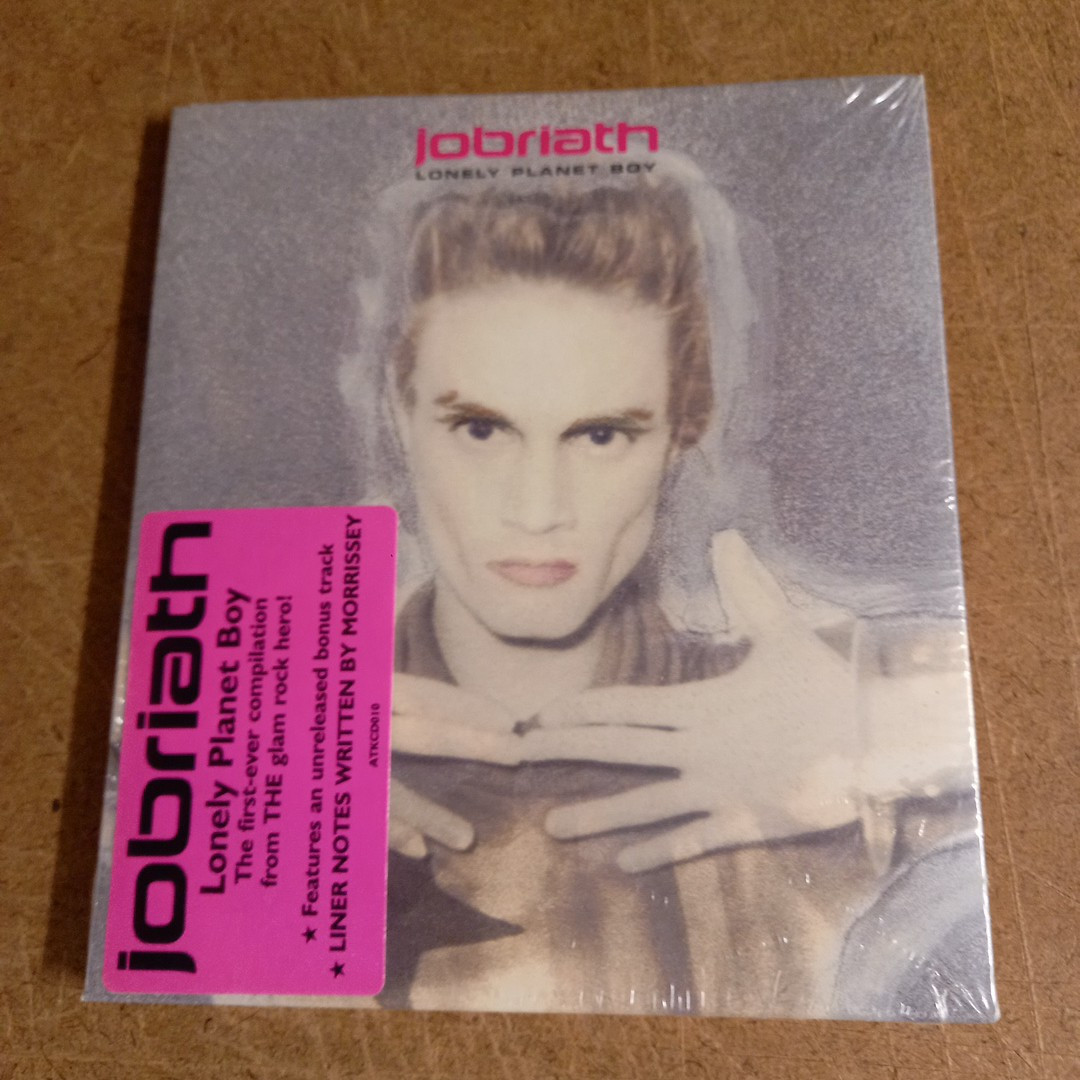 jobriath
LONELY PLANET BOY
jobriath
Lonely Planet Boy
The first-ever compilation
from THE glam rock hero!
★ Features an unreleased bonus track
★ LINER NOTES WRITTEN BY MORRISSEY
ATKCD010